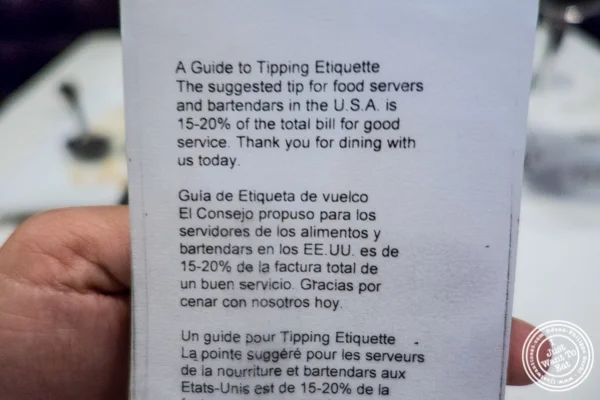 A Guide to Tipping Etiquette
The suggested tip for food servers
and bartendars in the U.S.A. is
15-20% of the total bill for good
service. Thank you for dining with
us today.
Guia de Etiqueta de vuelco
El Consejo propuso para los
servidores de los alimentos y
bartendars en los EE.UU. es de
15-20% de la factura total de
un buen servicio. Gracias por
cenar con nosotros hoy.
Un guide pour Tipping Etiquette
La pointe suggéré pour les serveurs
de la nourriture et bartendars aux
Etats-Unis est de 15-20% de la
Just
Want To
Eat